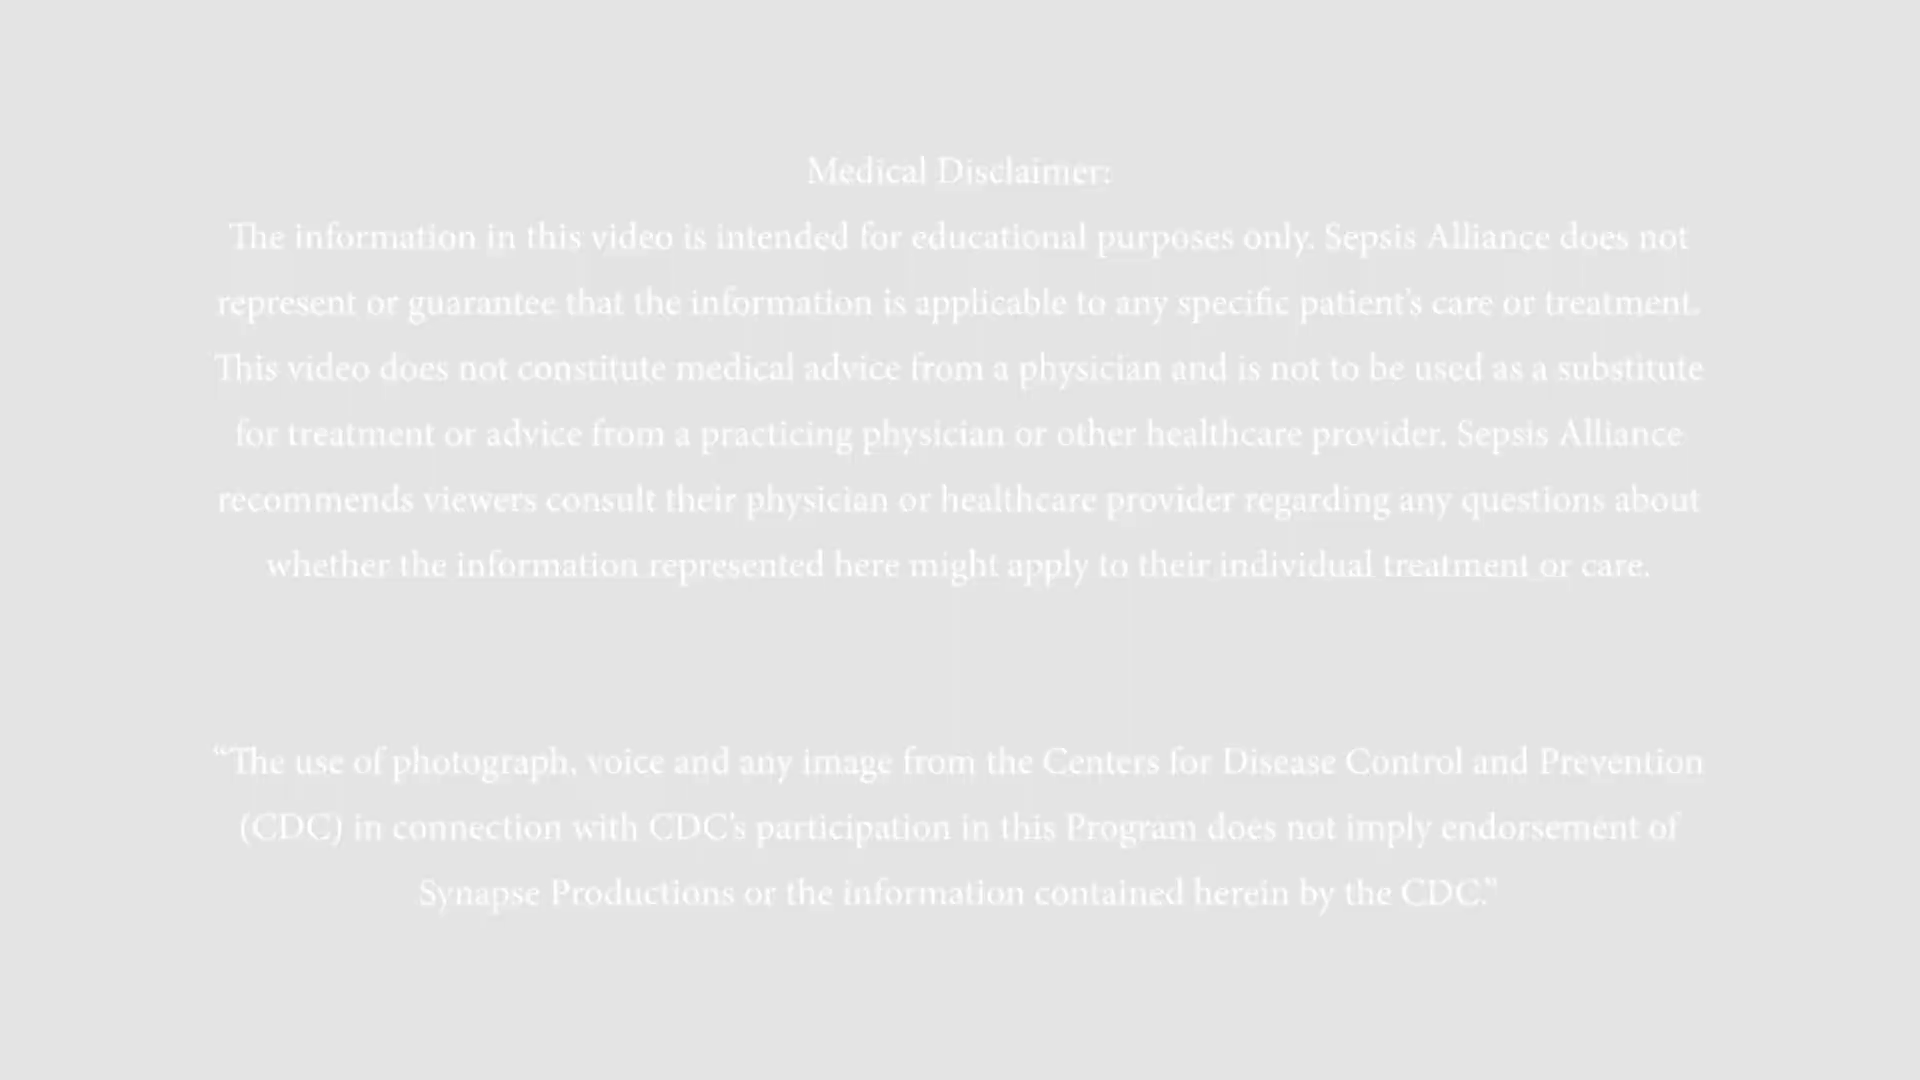 Medical Disclaimer:
The information in this video is intended for educational purposes only. Sepsis Alliance does not
represent or guarantee that the information is applicable to any specific patient's care or treatment.
This video does not constitute medical advice from a physician and is not to be used as a substitute
for treatment or advice from a practicing physician or other healthcare provider. Sepsis Alliance
recommends viewers consult their physician or healthcare provider regarding any questions about
whether the information represented here might apply to their individual treatment or care.
“The use of photograph, voice and any image from the Centers for Disease Control and Prevention
(CDC) in connection with CDC's participation in this Program does not imply endorsement of
Synapse Productions or the information contained herein by the CDC.”